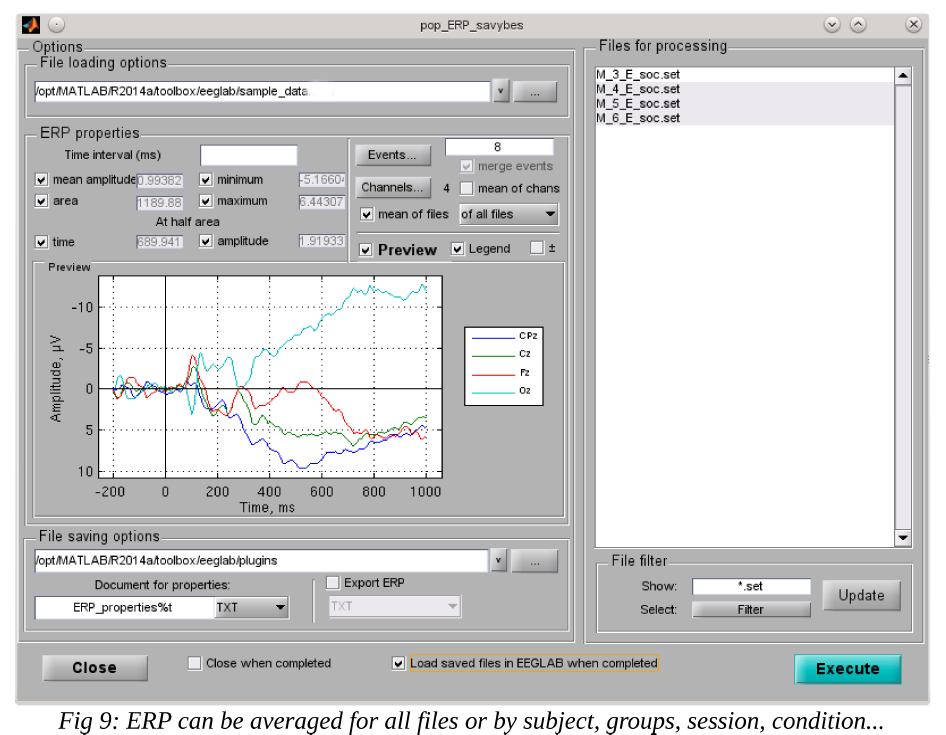 pop_ERP_savybes
Options
File loading options
/opt/MATLAB/R2014a/toolbox/eeglab/sample_data
v
...
ERP properties
Time interval (ms)
mean amplitude 0.99382
minimum -5.16604
area 1189.88
maximum 6.44307
At half area
time 689.941
amplitude 1.91933
Events...
8
merge events
Channels... 4 mean of chans
mean of files of all files
Preview Legend ±
Preview
-10
-5
0
5
10
Amplitude, µV
-200 0 200 400 600 800 1000
Time, ms
CPz
Cz
Fz
Oz
File saving options
/opt/MATLAB/R2014a/toolbox/eeglab/plugins
v
...
Document for properties:
ERP_properties%t TXT
Export ERP
TXT
Files for processing
M_3_E_soc.set
M_4_E_soc.set
M_5_E_soc.set
M_6_E_soc.set
File filter
Show: *.set
Select: Filter
Update
Close
Close when completed
Load saved files in EEGLAB when completed
Execute
Fig 9: ERP can be averaged for all files or by subject, groups, session, condition...